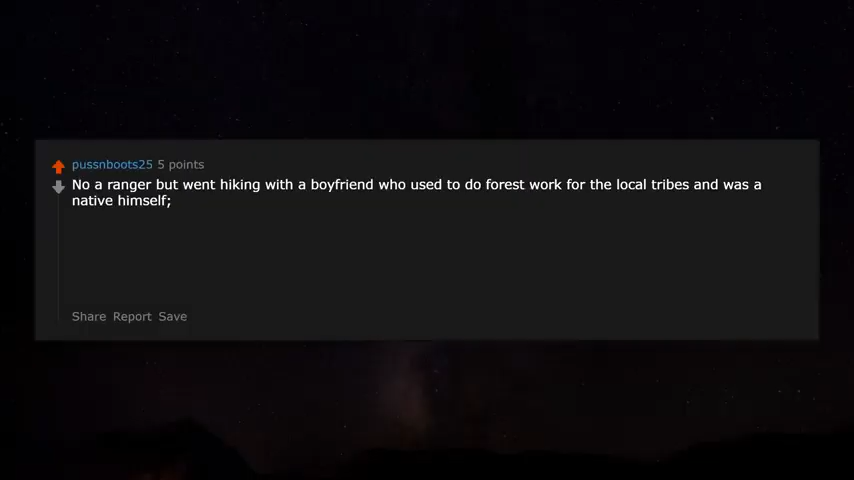 pussnboots25 5 points
No a ranger but went hiking with a boyfriend who used to do forest work for the local tribes and was a
native himself;
Share Report Save